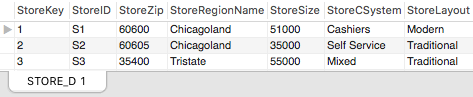 StoreKey StoreID StoreZip StoreRegionName StoreSize StoreCSystem StoreLayout
1 S1 60600 Chicagoland 51000 Cashiers Modern
2 S2 60605 Chicagoland 35000 Self Service Traditional
3 S3 35400 Tristate 55000 Mixed Traditional
STORE_D 1